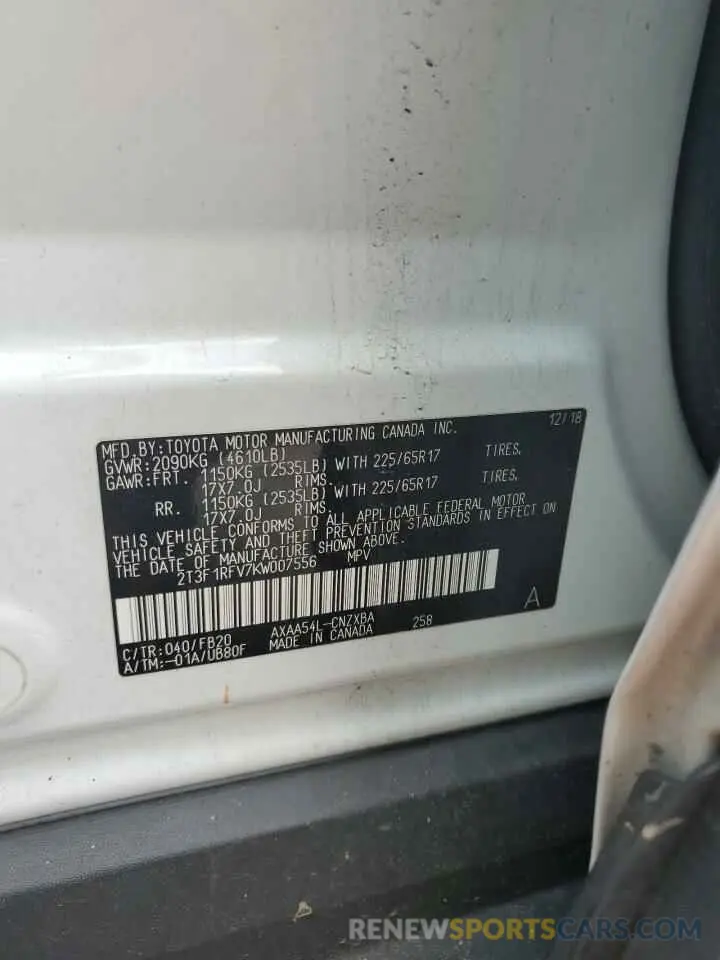 MFD.BY:TOYOTA MOTOR MANUFACTURING CANADA INC. 12/18
GVWR:2090KG (4610LB)
GAWR:FRT. 1150KG (2535LB) WITH 225/65R17 TIRES,
17X7.0J RIMS.
RR. 1150KG (2535LB) WITH 225/65R17 TIRES,
17X7.0J RIMS.
THIS VEHICLE CONFORMS TO ALL APPLICABLE FEDERAL MOTOR
VEHICLE SAFETY AND THEFT PREVENTION STANDARDS IN EFFECT ON
THE DATE OF MANUFACTURE SHOWN ABOVE.
2T3F1RFV7KW007556 MPV
A
C/TR:040/FB20 AXAA54L-CNZXBA 258
A/TM:-01A/UB80F MADE IN CANADA
RENEWSPORTSCARS.COM